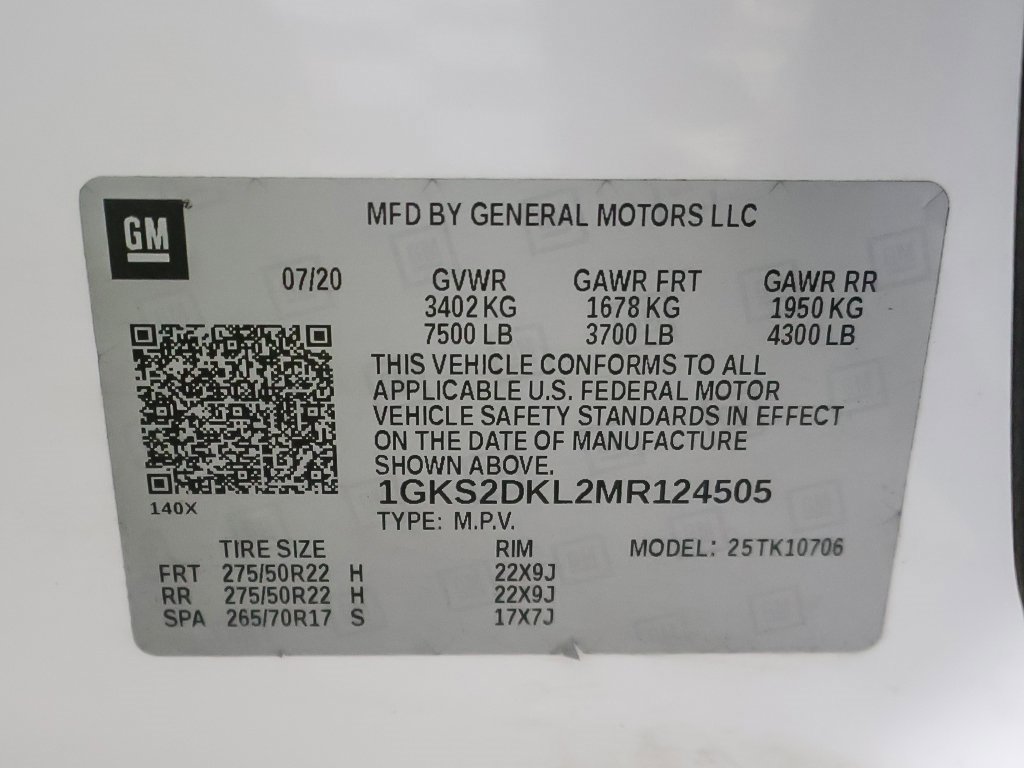 GM
MFD BY GENERAL MOTORS LLC
07/20 GVWR GAWR FRT GAWR RR
3402 KG 1678 KG 1950 KG
7500 LB 3700 LB 4300 LB
THIS VEHICLE CONFORMS TO ALL
APPLICABLE U.S. FEDERAL MOTOR
VEHICLE SAFETY STANDARDS IN EFFECT
ON THE DATE OF MANUFACTURE
SHOWN ABOVE.
1GKS2DKL2MR124505
140X
TYPE: M.P.V.
TIRE SIZE RIM MODEL: 25TK10706
FRT 275/50R22 H 22X9J
RR 275/50R22 H 22X9J
SPA 265/70R17 S 17X7J